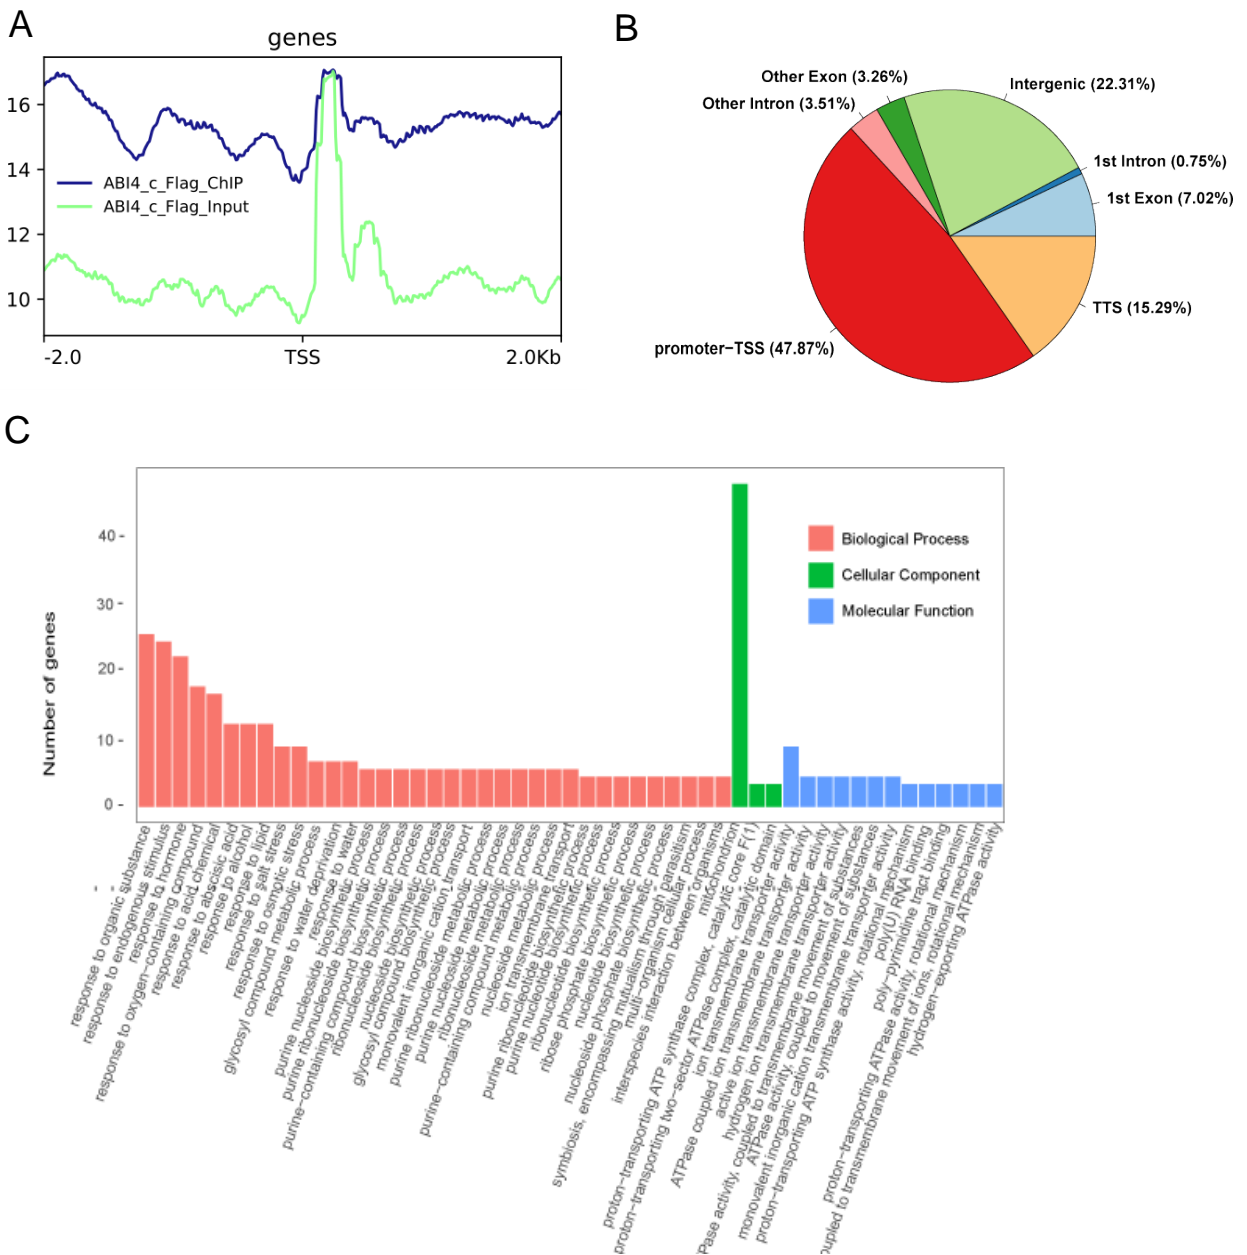 A
genes
16
14
12
10
ABI4_c_Flag_ChIP
ABI4_c_Flag_Input
-2.0
TSS
2.0Kb
B
Other Exon (3.26%)
Other Intron (3.51%)
Intergenic (22.31%)
1st Intron (0.75%)
1st Exon (7.02%)
TTS (15.29%)
promoter−TSS (47.87%)
C
Number of genes
40
30
20
10
0
Biological Process
Cellular Component
Molecular Function
response to organic substance
response to endogenous stimulus
response to hormone
response to oxygen−containing compound
response to acid chemical
response to abscisic acid
response to alcohol
response to lipid
response to salt stress
response to osmotic stress
glycosyl compound metabolic process
response to water deprivation
response to water
purine nucleoside biosynthetic process
purine ribonucleoside biosynthetic process
purine−containing compound biosynthetic process
ribonucleoside biosynthetic process
nucleoside biosynthetic process
glycosyl compound biosynthetic process
monovalent inorganic cation transport
purine ribonucleoside metabolic process
purine nucleoside metabolic process
ribonucleoside metabolic process
purine−containing compound metabolic process
nucleoside metabolic process
ion transmembrane transport
purine ribonucleotide biosynthetic process
purine nucleotide biosynthetic process
ribonucleotide biosynthetic process
ribose phosphate biosynthetic process
nucleotide biosynthetic process
nucleoside phosphate biosynthetic process
symbiosis, encompassing mutualism through parasitism
multi−organism cellular process
interspecies interaction between organisms
mitochondrion
proton−transporting ATP synthase complex, catalytic core F(1)
proton−transporting two−sector ATPase complex, catalytic domain
ion transmembrane transporter activity
ATPase coupled ion transmembrane transporter activity
active ion transmembrane transporter activity
hydrogen ion transmembrane transporter activity
ATPase activity, coupled to transmembrane movement of substances
ATPase activity, coupled to movement of substances
monovalent inorganic cation transmembrane transporter activity
proton−transporting ATP synthase activity, rotational mechanism
poly(U) RNA binding
poly−pyrimidine tract binding
proton−transporting ATPase activity, rotational mechanism
coupled to transmembrane movement of ions, rotational mechanism
hydrogen−exporting ATPase activity